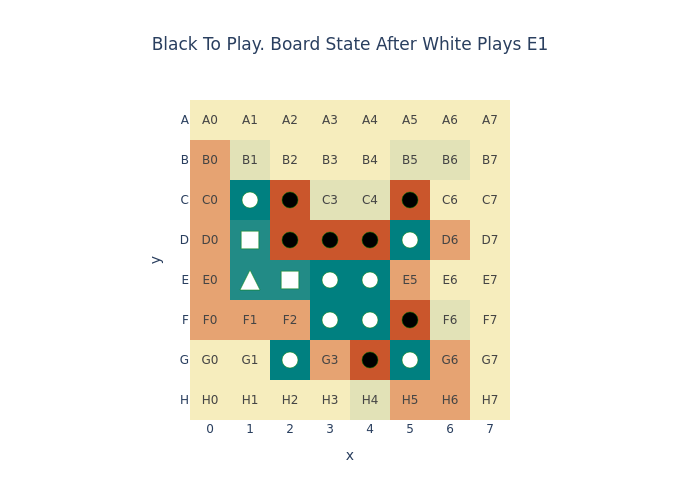 Black To Play. Board State After White Plays E1
A A0 A1 A2 A3 A4 A5 A6 A7
B B0 B1 B2 B3 B4 B5 B6 B7
C C0 C3 C4 C6 C7
D D0 D6 D7
y
E E0 E5 E6 E7
F F0 F1 F2 F6 F7
G G0 G1 G3 G6 G7
H H0 H1 H2 H3 H4 H5 H6 H7
0 1 2 3 4 5 6 7
x